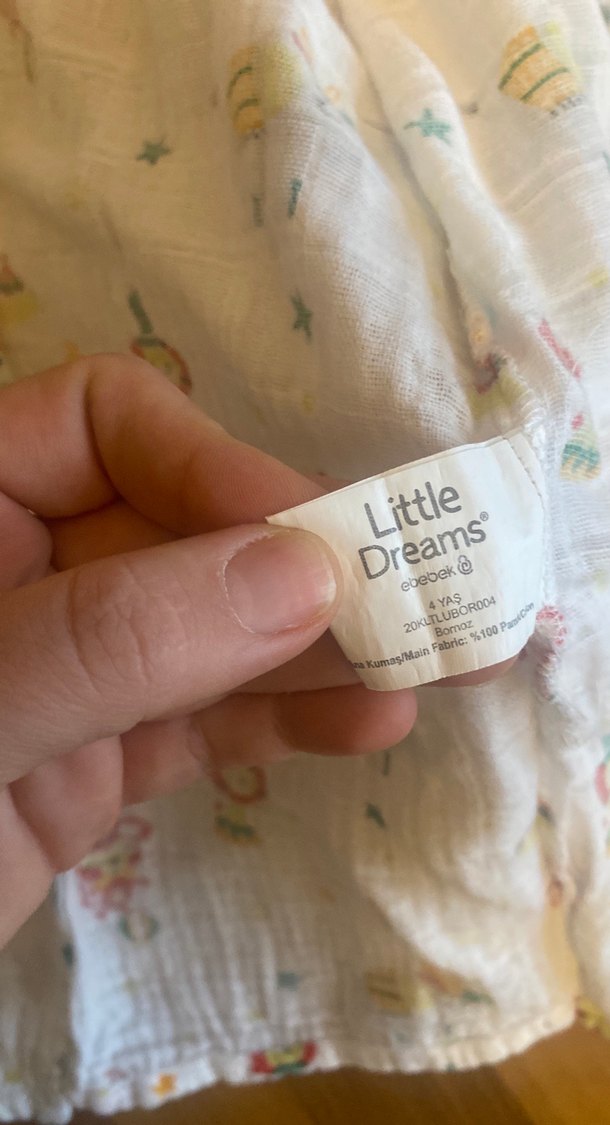 Little
Dreams®
ebebek
4 YAŞ
20KLTLUBOR004
Bornoz
Kumaş/Main Fabric: %100